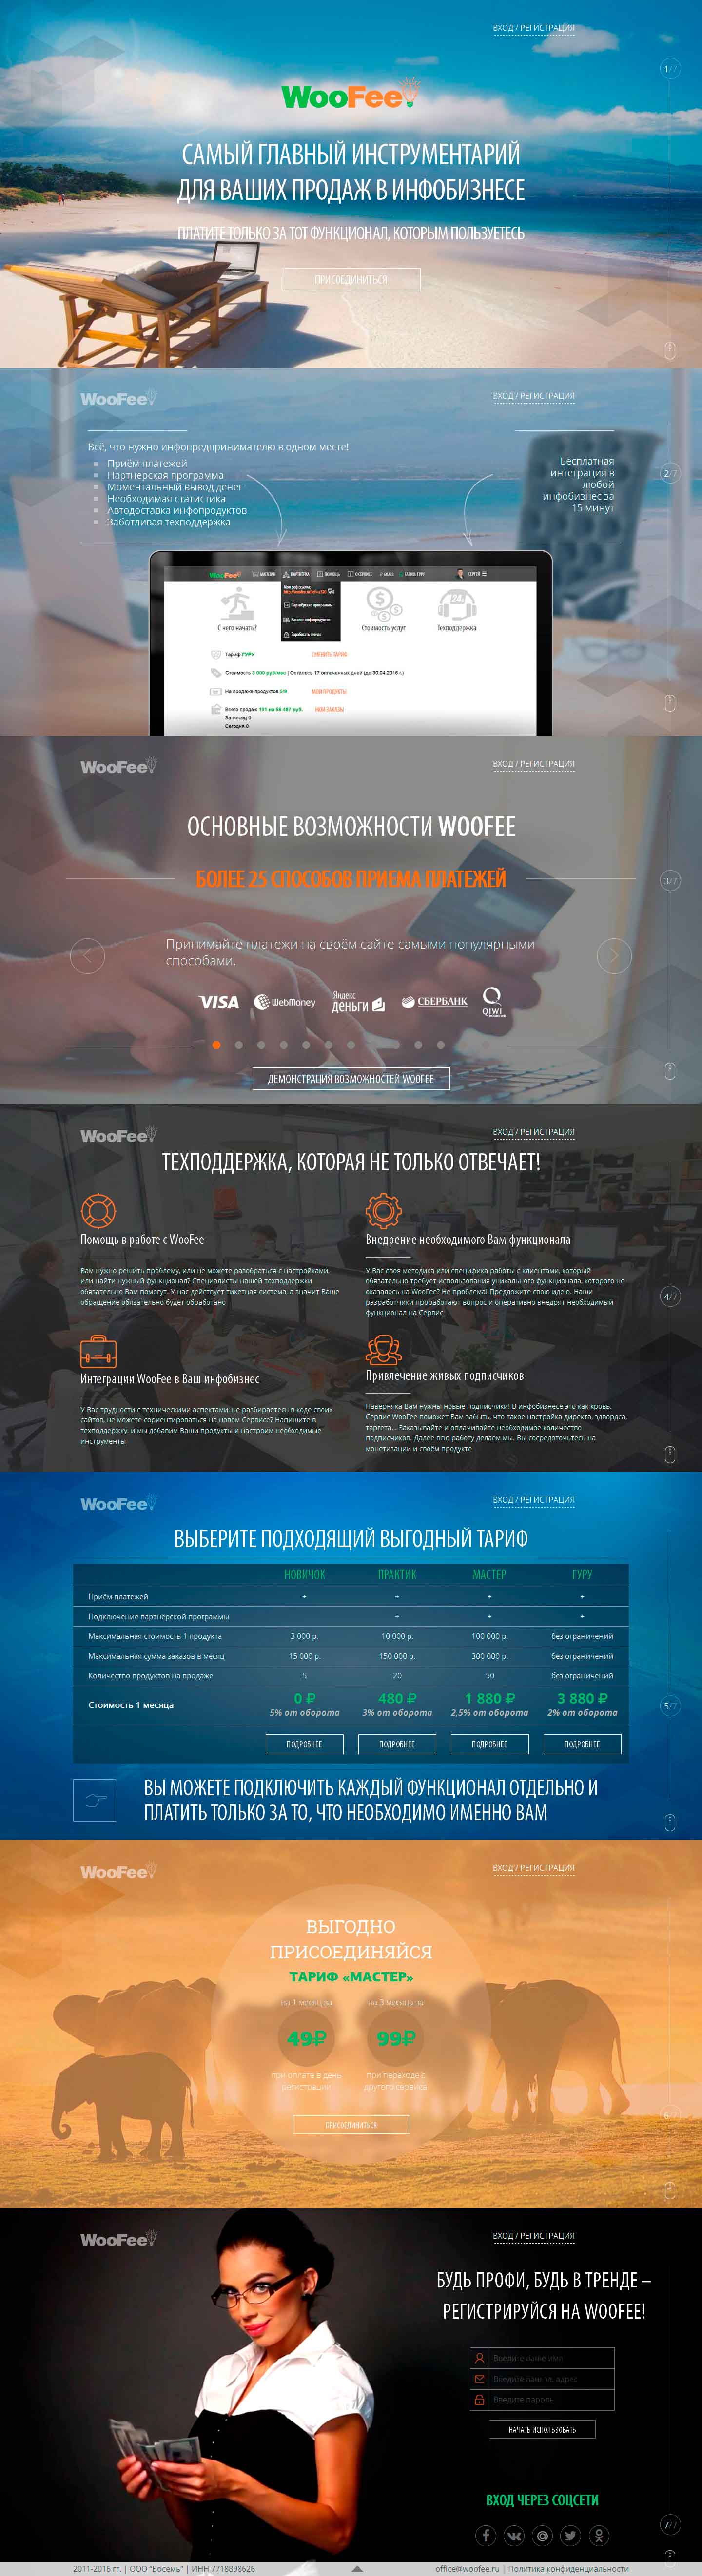 ВХОД / РЕГИСТРАЦИЯ
1/7
WooFee
САМЫЙ ГЛАВНЫЙ ИНСТРУМЕНТАРИЙ
ДЛЯ ВАШИХ ПРОДАЖ В ИНФОБИЗНЕСЕ
ПЛАТИТЕ ТОЛЬКО ЗА ТОТ ФУНКЦИОНАЛ, КОТОРЫМ ПОЛЬЗУЕТЕСЬ
ПРИСОЕДИНИТЬСЯ
WooFee
ВХОД / РЕГИСТРАЦИЯ
Всё, что нужно инфопредпринимателю в одном месте!
Приём платежей
Партнерская программа
Моментальный вывод денег
Необходимая статистика
Автодоставка инфопродуктов
Заботливая техподдержка
Бесплатная
интеграция в
любой
инфобизнес за
15 минут
2/7
WooFee МАГАЗИН ПАРТНЁРКА ПОМОЩЬ О СЕРВИСЕ ТАРИФ: ГУРУ СЕРГЕЙ
Моя реф.ссылка:
Партнёрские программы
Каталог инфопродуктов
Заработать сейчас
С чего начать?
Стоимость услуг
24
Техподдержка
Тариф ГУРУ СМЕНИТЬ ТАРИФ
Стоимость 3 000 руб/мес | Осталось 17 оплаченных дней (до 30.04.2016 г.)
На продаже продуктов МОИ ПРОДУКТЫ
Всего продаж 101 на 58 487 руб. МОИ ЗАКАЗЫ
За месяц 0
Сегодня 0
WooFee
ВХОД / РЕГИСТРАЦИЯ
ОСНОВНЫЕ ВОЗМОЖНОСТИ WOOFEE
БОЛЕЕ 25 СПОСОБОВ ПРИЕМА ПЛАТЕЖЕЙ
3/7
Принимайте платежи на своём сайте самыми популярными
способами.
VISA WebMoney Яндекс деньги СБЕРБАНК QIWI
ДЕМОНСТРАЦИЯ ВОЗМОЖНОСТЕЙ WOOFEE
WooFee
ВХОД / РЕГИСТРАЦИЯ
ТЕХПОДДЕРЖКА, КОТОРАЯ НЕ ТОЛЬКО ОТВЕЧАЕТ!
Помощь в работе с WooFee
Вам нужно решить проблему, или не можете разобраться с настройками,
или найти нужный функционал? Специалисты нашей техподдержки
обязательно Вам помогут. У нас действует тикетная система, а значит Ваше
обращение обязательно будет обработано
Внедрение необходимого Вам функционала
У Вас своя методика или специфика работы с клиентами, который
обязательно требует использования уникального функционала, которого не
оказалось на WooFee? Не проблема! Предложите свою идею. Наши
разработчики проработают вопрос и оперативно внедрят необходимый
функционал на Сервис
4/7
Интеграции WooFee в Ваш инфобизнес
У Вас трудности с техническими аспектами, не разбираетесь в коде своих
сайтов, не можете сориентироваться на новом Сервисе? Напишите в
техподдержку, и мы добавим Ваши продукты и настроим необходимые
инструменты
Привлечение живых подписчиков
Наверняка Вам нужны новые подписчики! В инфобизнесе это как кровь.
Сервис WooFee поможет Вам забыть, что такое настройка директа, эдвордса,
таргета... Заказывайте и оплачивайте необходимое количество
подписчиков. Далее всю работу делаем мы. Вы сосредоточьтесь на
монетизации и своём продукте
WooFee
ВХОД / РЕГИСТРАЦИЯ
ВЫБЕРИТЕ ПОДХОДЯЩИЙ ВЫГОДНЫЙ ТАРИФ
НОВИЧОК ПРАКТИК МАСТЕР ГУРУ
Приём платежей + + + +
Подключение партнёрской программы + + +
Максимальная стоимость 1 продукта 3 000 р. 10 000 р. 100 000 р. без ограничений
Максимальная сумма заказов в месяц 15 000 р. 150 000 р. 300 000 р. без ограничений
Количество продуктов на продаже 5 20 50 без ограничений
Стоимость 1 месяца 0 ₽ 480 ₽ 1 880 ₽ 3 880 ₽
5% от оборота 3% от оборота 2,5% от оборота 2% от оборота
ПОДРОБНЕЕ ПОДРОБНЕЕ ПОДРОБНЕЕ ПОДРОБНЕЕ
5/7
ВЫ МОЖЕТЕ ПОДКЛЮЧИТЬ КАЖДЫЙ ФУНКЦИОНАЛ ОТДЕЛЬНО И
ПЛАТИТЬ ТОЛЬКО ЗА ТО, ЧТО НЕОБХОДИМО ИМЕННО ВАМ
WooFee
ВХОД / РЕГИСТРАЦИЯ
ВЫГОДНО
ПРИСОЕДИНЯЙСЯ
ТАРИФ «МАСТЕР»
на 1 месяц за на 3 месяца за
49₽ 99₽
при оплате в день
регистрации
при переходе с
другого сервиса
ПРИСОЕДИНИТЬСЯ
6/7
WooFee
ВХОД / РЕГИСТРАЦИЯ
БУДЬ ПРОФИ, БУДЬ В ТРЕНДЕ –
РЕГИСТРИРУЙСЯ НА WOOFEE!
Введите ваше имя
Введите ваш эл. адрес
Введите пароль
НАЧАТЬ ИСПОЛЬЗОВАТЬ
ВХОД ЧЕРЕЗ СОЦСЕТИ
7/7
2011-2016 гг. | ООО "Восемь" | ИНН 7718898626
office@woofee.ru | Политика конфиденциальности